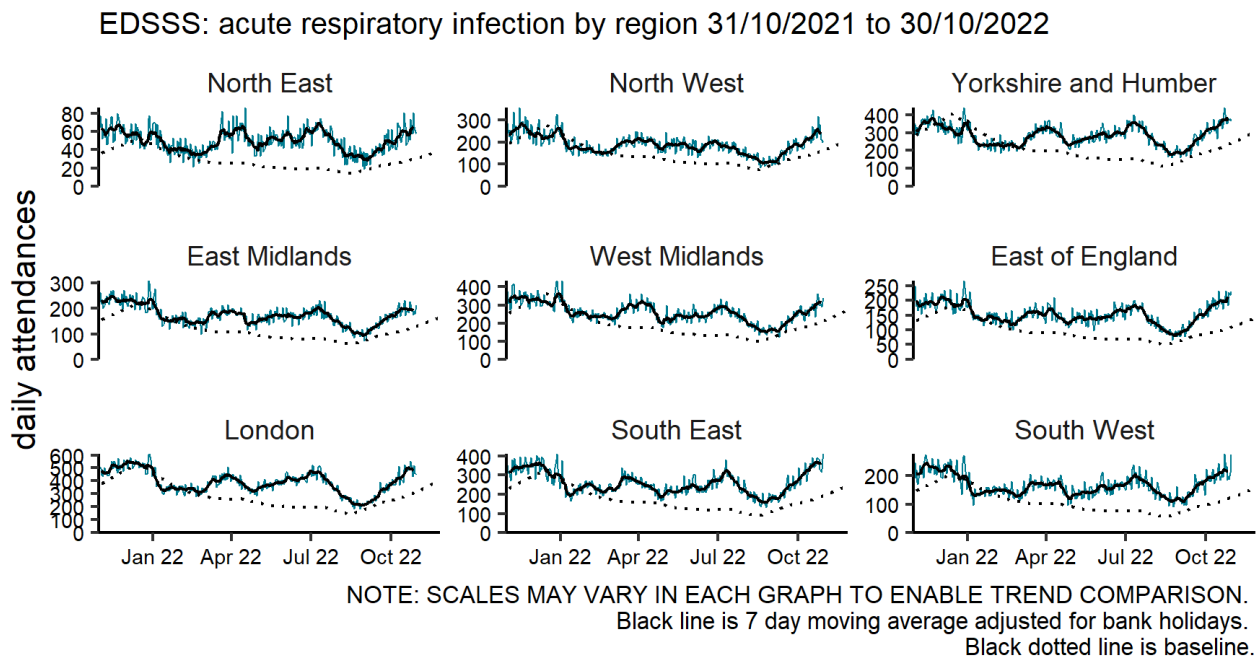 EDSSS: acute respiratory infection by region 31/10/2021 to 30/10/2022
daily attendances
North East
80
60
40
20
0
North West
300
200
100
0
Yorkshire and Humber
400
300
200
100
0
East Midlands
300
200
100
0
West Midlands
400
300
200
100
0
East of England
250
200
150
100
50
0
London
600
500
400
300
200
100
0
South East
400
300
200
100
0
South West
200
100
0
Jan 22 Apr 22 Jul 22 Oct 22
Jan 22 Apr 22 Jul 22 Oct 22
Jan 22 Apr 22 Jul 22 Oct 22
NOTE: SCALES MAY VARY IN EACH GRAPH TO ENABLE TREND COMPARISON.
Black line is 7 day moving average adjusted for bank holidays.
Black dotted line is baseline.